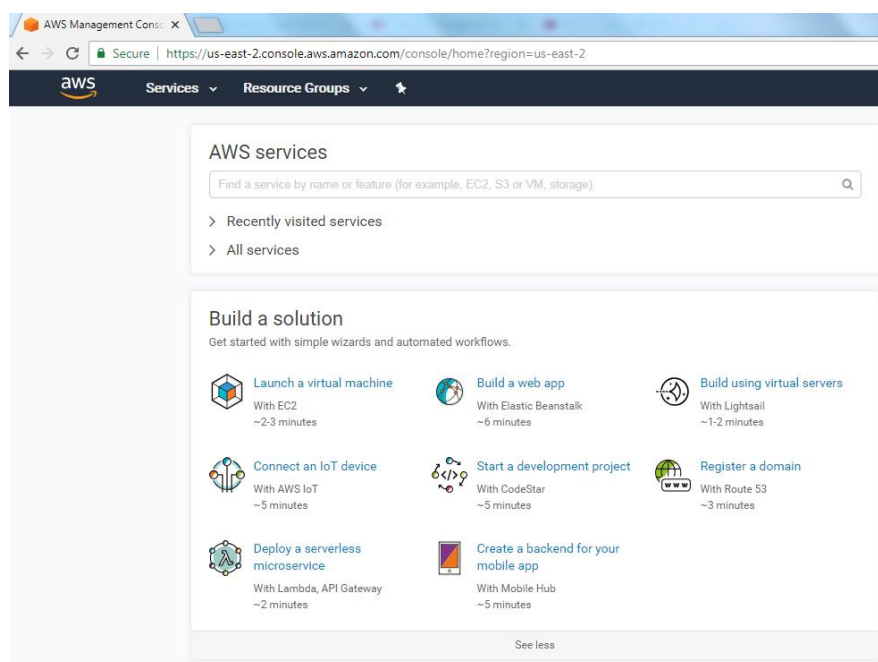 AWS Management Conso
Secure | https://us-east-2.console.aws.amazon.com/console/home?region=us-east-2
aws Services Resource Groups
AWS services
Find a service by name or feature (for example, EC2, S3 or VM, storage).
Recently visited services
All services
Build a solution
Get started with simple wizards and automated workflows.
Launch a virtual machine
With EC2
~2-3 minutes
Build a web app
With Elastic Beanstalk
~6 minutes
Build using virtual servers
With Lightsail
~1-2 minutes
Connect an IoT device
With AWS IoT
~5 minutes
Start a development project
With CodeStar
~5 minutes
Register a domain
With Route 53
~3 minutes
WWW
Deploy a serverless
microservice
With Lambda, API Gateway
~2 minutes
Create a backend for your
mobile app
With Mobile Hub
~5 minutes
See less